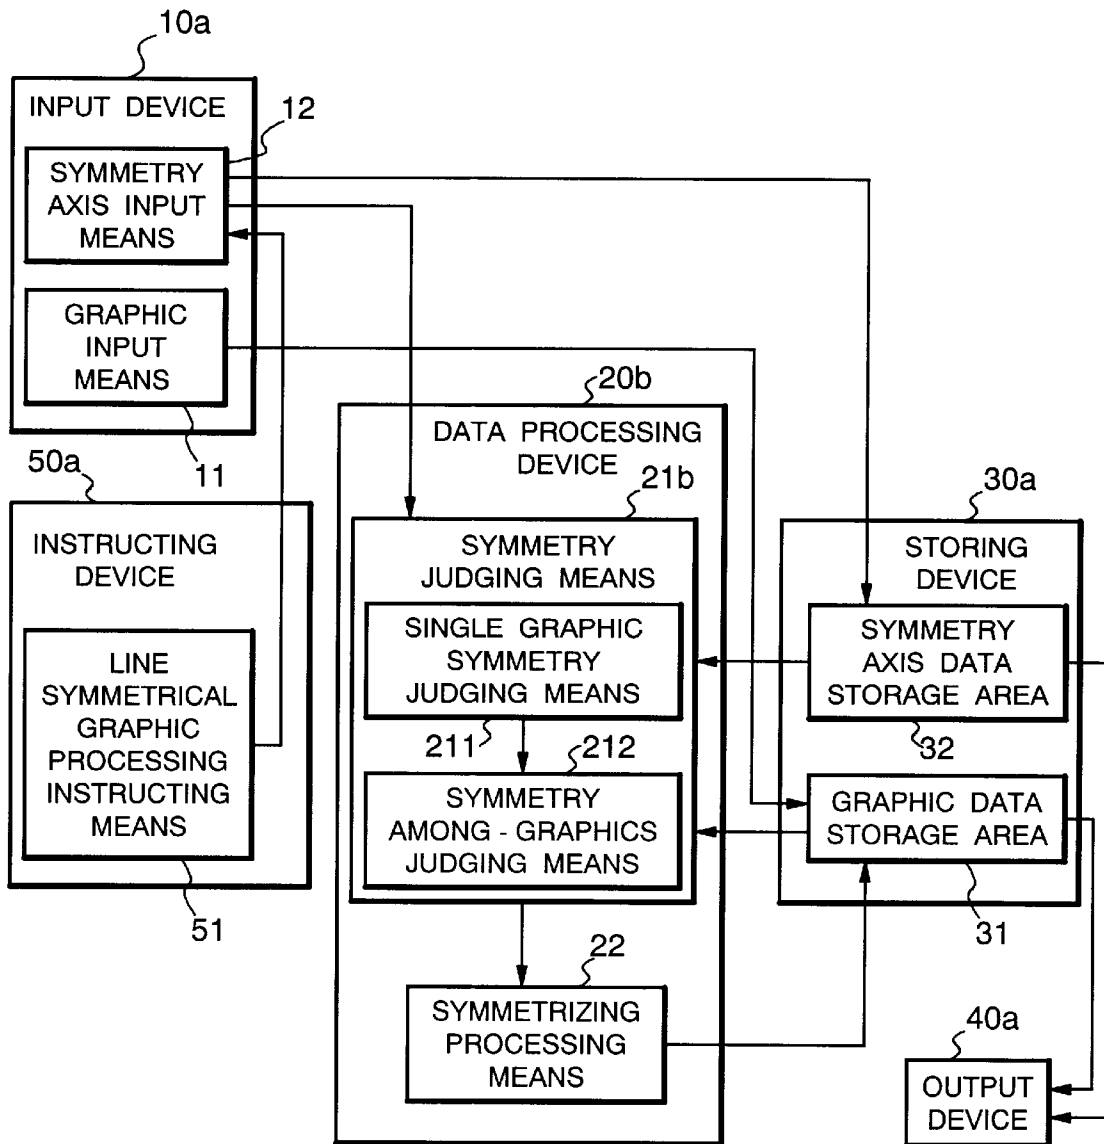 10a
INPUT DEVICE
12
SYMMETRY
AXIS INPUT
MEANS
GRAPHIC
INPUT
MEANS
11
50a
INSTRUCTING
DEVICE
LINE
SYMMETRICAL
GRAPHIC
PROCESSING
INSTRUCTING
MEANS
51
20b
DATA PROCESSING
DEVICE
21b
SYMMETRY
JUDGING MEANS
SINGLE GRAPHIC
SYMMETRY
JUDGING MEANS
211
212
SYMMETRY
AMONG-GRAPHICS
JUDGING MEANS
22
SYMMETRIZING
PROCESSING
MEANS
30a
STORING
DEVICE
SYMMETRY
AXIS DATA
STORAGE AREA
32
GRAPHIC DATA
STORAGE AREA
31
40a
OUTPUT
DEVICE